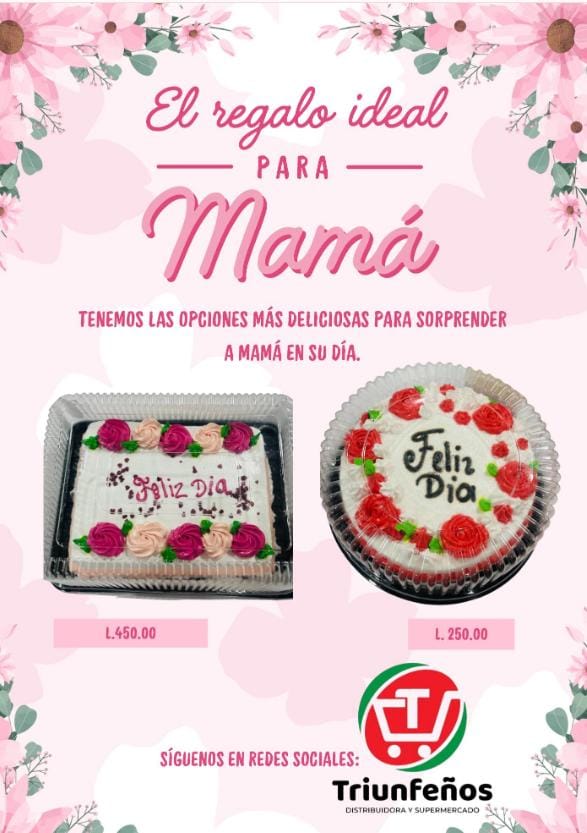 El regalo ideal
PARA
Mamá
TENEMOS LAS OPCIONES MÁS DELICIOSAS PARA SORPRENDER
A MAMÁ EN SU DÍA.
Feliz Dia
Feliz
Dia
L.450.00
L. 250.00
SÍGUENOS EN REDES SOCIALES:
T
Triunfeños
DISTRIBUIDORA Y SUPERMERCADO